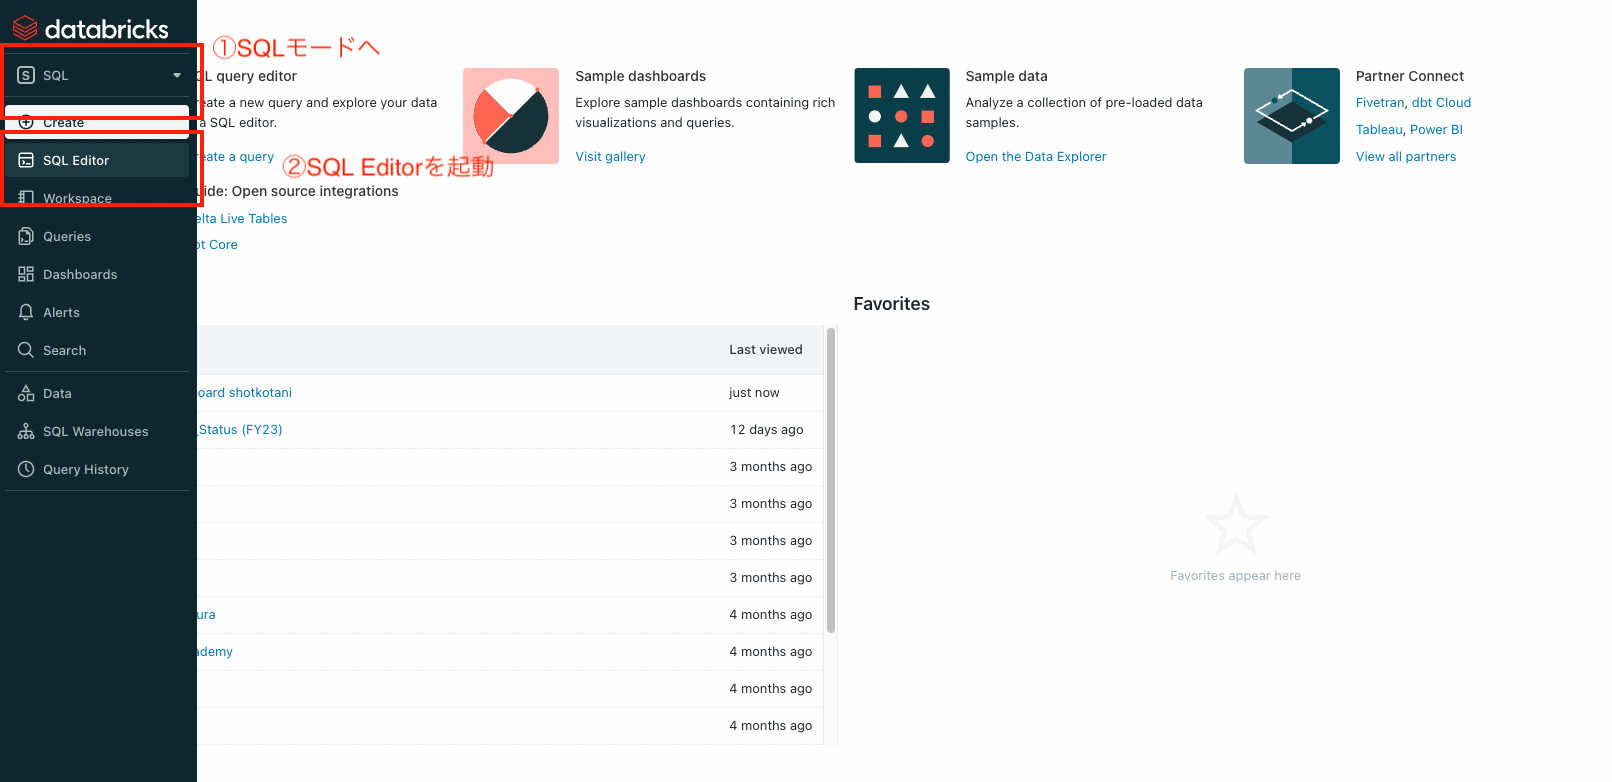 databricks
SQL
Create
SQL Editor
Workspace
Queries
Dashboards
Alerts
Search
Data
SQL Warehouses
Query History
①SQLモードへ
②SQL Editorを起動
QL query editor
reate a new query and explore your data
a SQL editor.
reate a query
uide: Open source integrations
elta Live Tables
bt Core
Sample dashboards
Explore sample dashboards containing rich
visualizations and queries.
Visit gallery
Sample data
Analyze a collection of pre-loaded data
samples.
Open the Data Explorer
Partner Connect
Fivetran, dbt Cloud
Tableau, Power BI
View all partners
Last viewed
oard shotkotani just now
_Status (FY23) 12 days ago
3 months ago
3 months ago
3 months ago
3 months ago
ura 4 months ago
ademy 4 months ago
4 months ago
4 months ago
Favorites
Favorites appear here